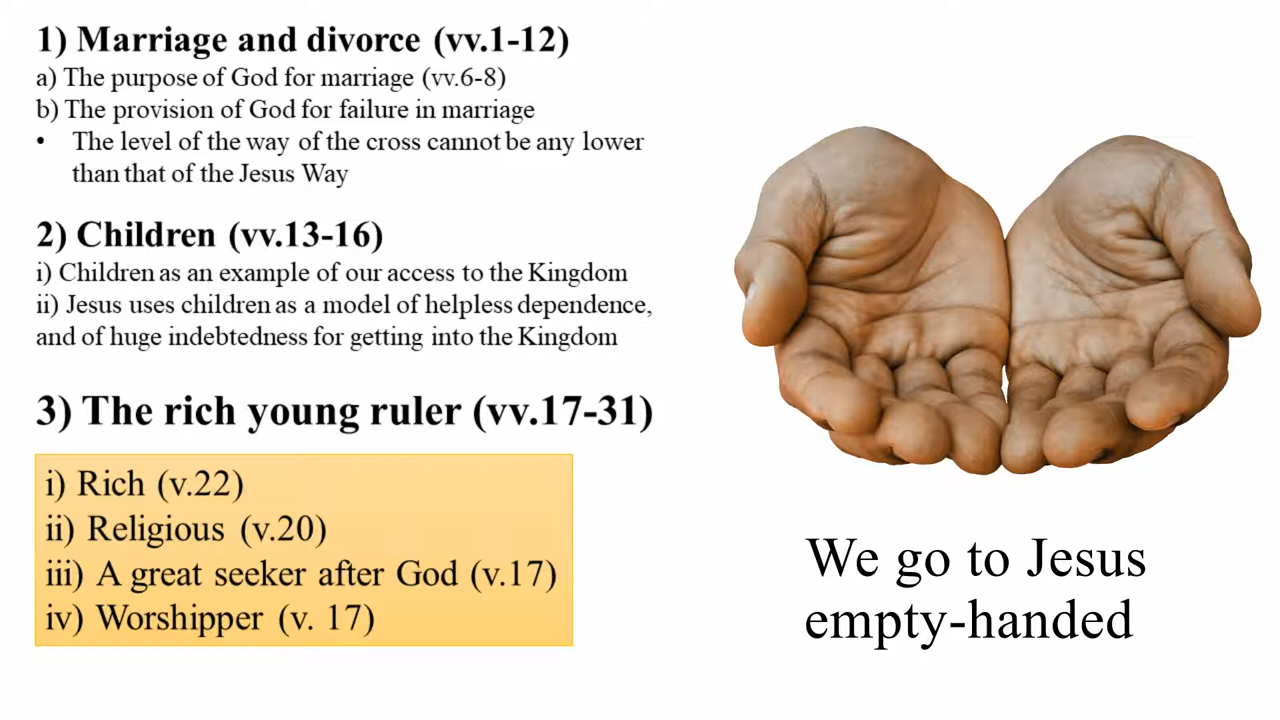 1) Marriage and divorce (vv.1-12)
a) The purpose of God for marriage (vv.6-8)
b) The provision of God for failure in marriage
• The level of the way of the cross cannot be any lower
than that of the Jesus Way
2) Children (vv.13-16)
i) Children as an example of our access to the Kingdom
ii) Jesus uses children as a model of helpless dependence,
and of huge indebtedness for getting into the Kingdom
3) The rich young ruler (vv.17-31)
i) Rich (v.22)
ii) Religious (v.20)
iii) A great seeker after God (v.17)
iv) Worshipper (v. 17)
We go to Jesus
empty-handed